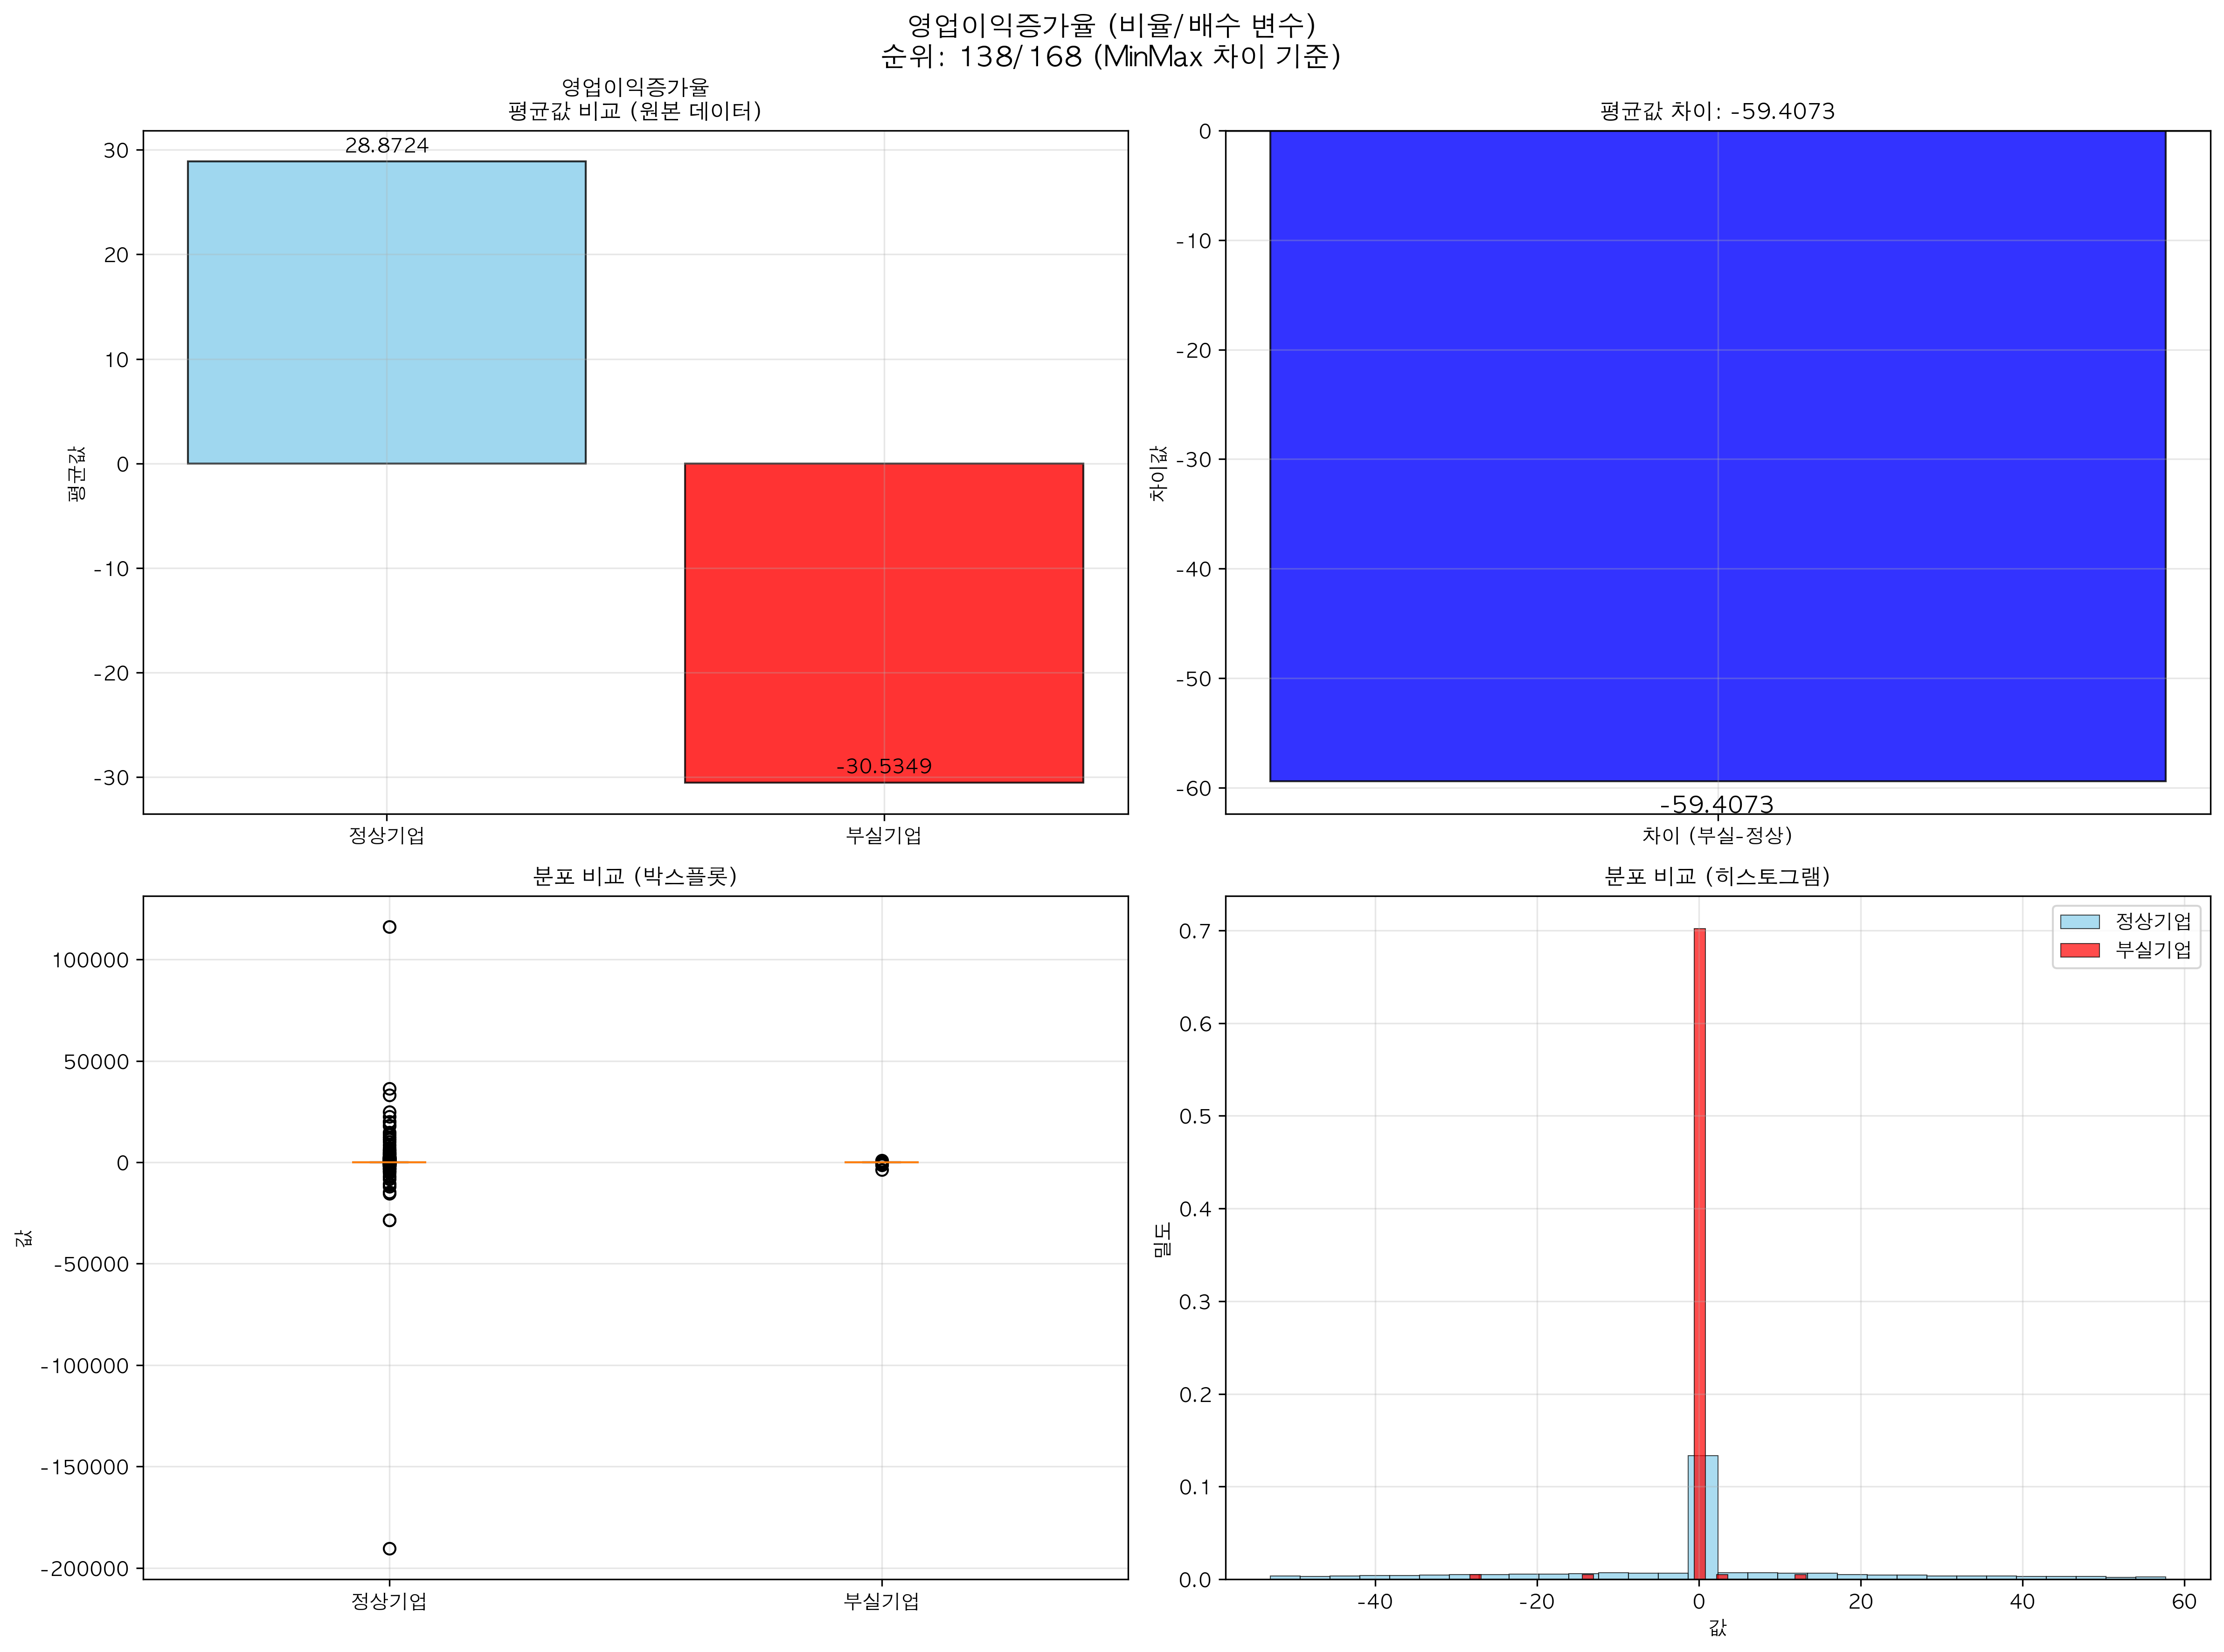 영업이익증가율 (비율/배수 변수)
순위: 138/168 (MinMax 차이 기준)
영업이익증가율
평균값 비교 (원본 데이터)
평균값
30
20
10
0
-10
-20
-30
28.8724
-30.5349
정상기업
부실기업
평균값 차이: -59.4073
차이값
0
-10
-20
-30
-40
-50
-60
-59.4073
차이 (부실-정상)
분포 비교 (박스플롯)
값
100000
50000
0
-50000
-100000
-150000
-200000
정상기업
부실기업
분포 비교 (히스토그램)
밀도
0.7
0.6
0.5
0.4
0.3
0.2
0.1
0.0
정상기업
부실기업
-40
-20
0
20
40
60
값